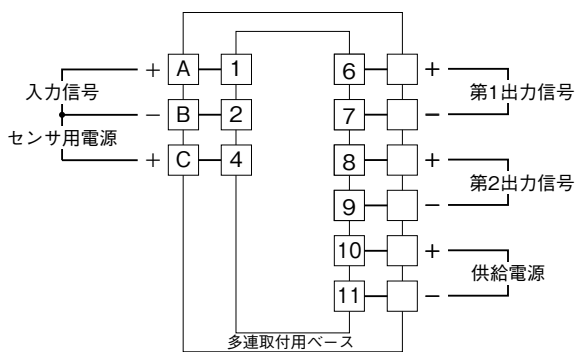 + A 1 6 +
入力信号 第1出力信号
− B 2 7 −
センサ用電源
+ C 4 8 +
第2出力信号
9 −
10 +
供給電源
11 −
多連取付用ベース